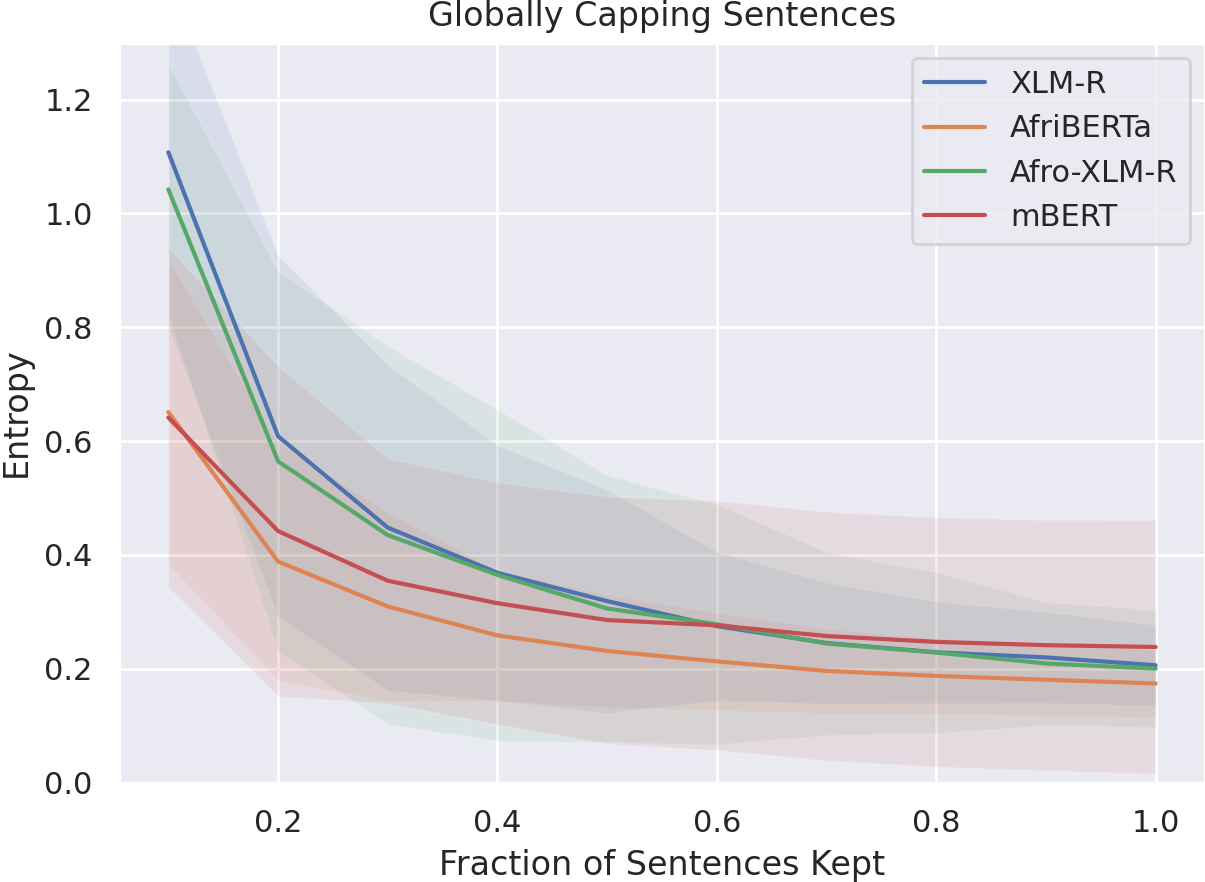 Globally Capping Sentences
XLM-R
AfriBERTa
Afro-XLM-R
mBERT
Entropy
1.2
1.0
0.8
0.6
0.4
0.2
0.0
0.2 0.4 0.6 0.8 1.0
Fraction of Sentences Kept